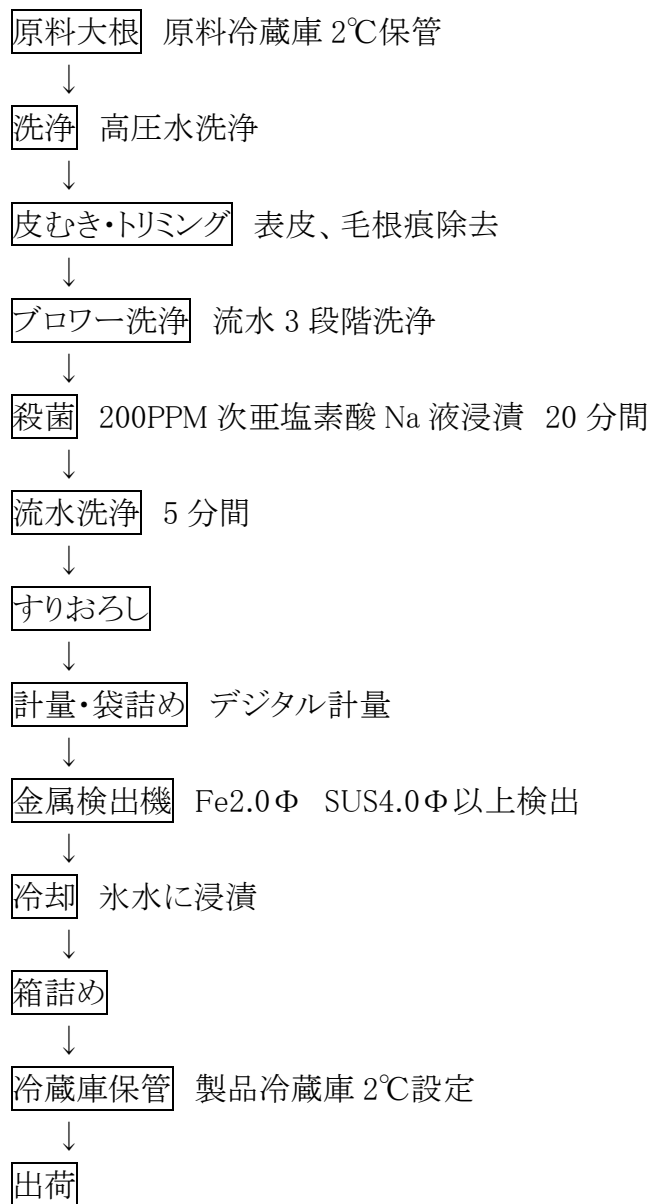 原料大根 原料冷蔵庫 2℃保管
↓
洗浄 高圧水洗浄
↓
皮むき・トリミング 表皮、毛根痕除去
↓
ブロワー洗浄 流水 3 段階洗浄
↓
殺菌 200PPM 次亜塩素酸 Na 液浸漬 20 分間
↓
流水洗浄 5 分間
↓
すりおろし
↓
計量・袋詰め デジタル計量
↓
金属検出機 Fe2.0Φ SUS4.0Φ以上検出
↓
冷却 氷水に浸漬
↓
箱詰め
↓
冷蔵庫保管 製品冷蔵庫 2℃設定
↓
出荷